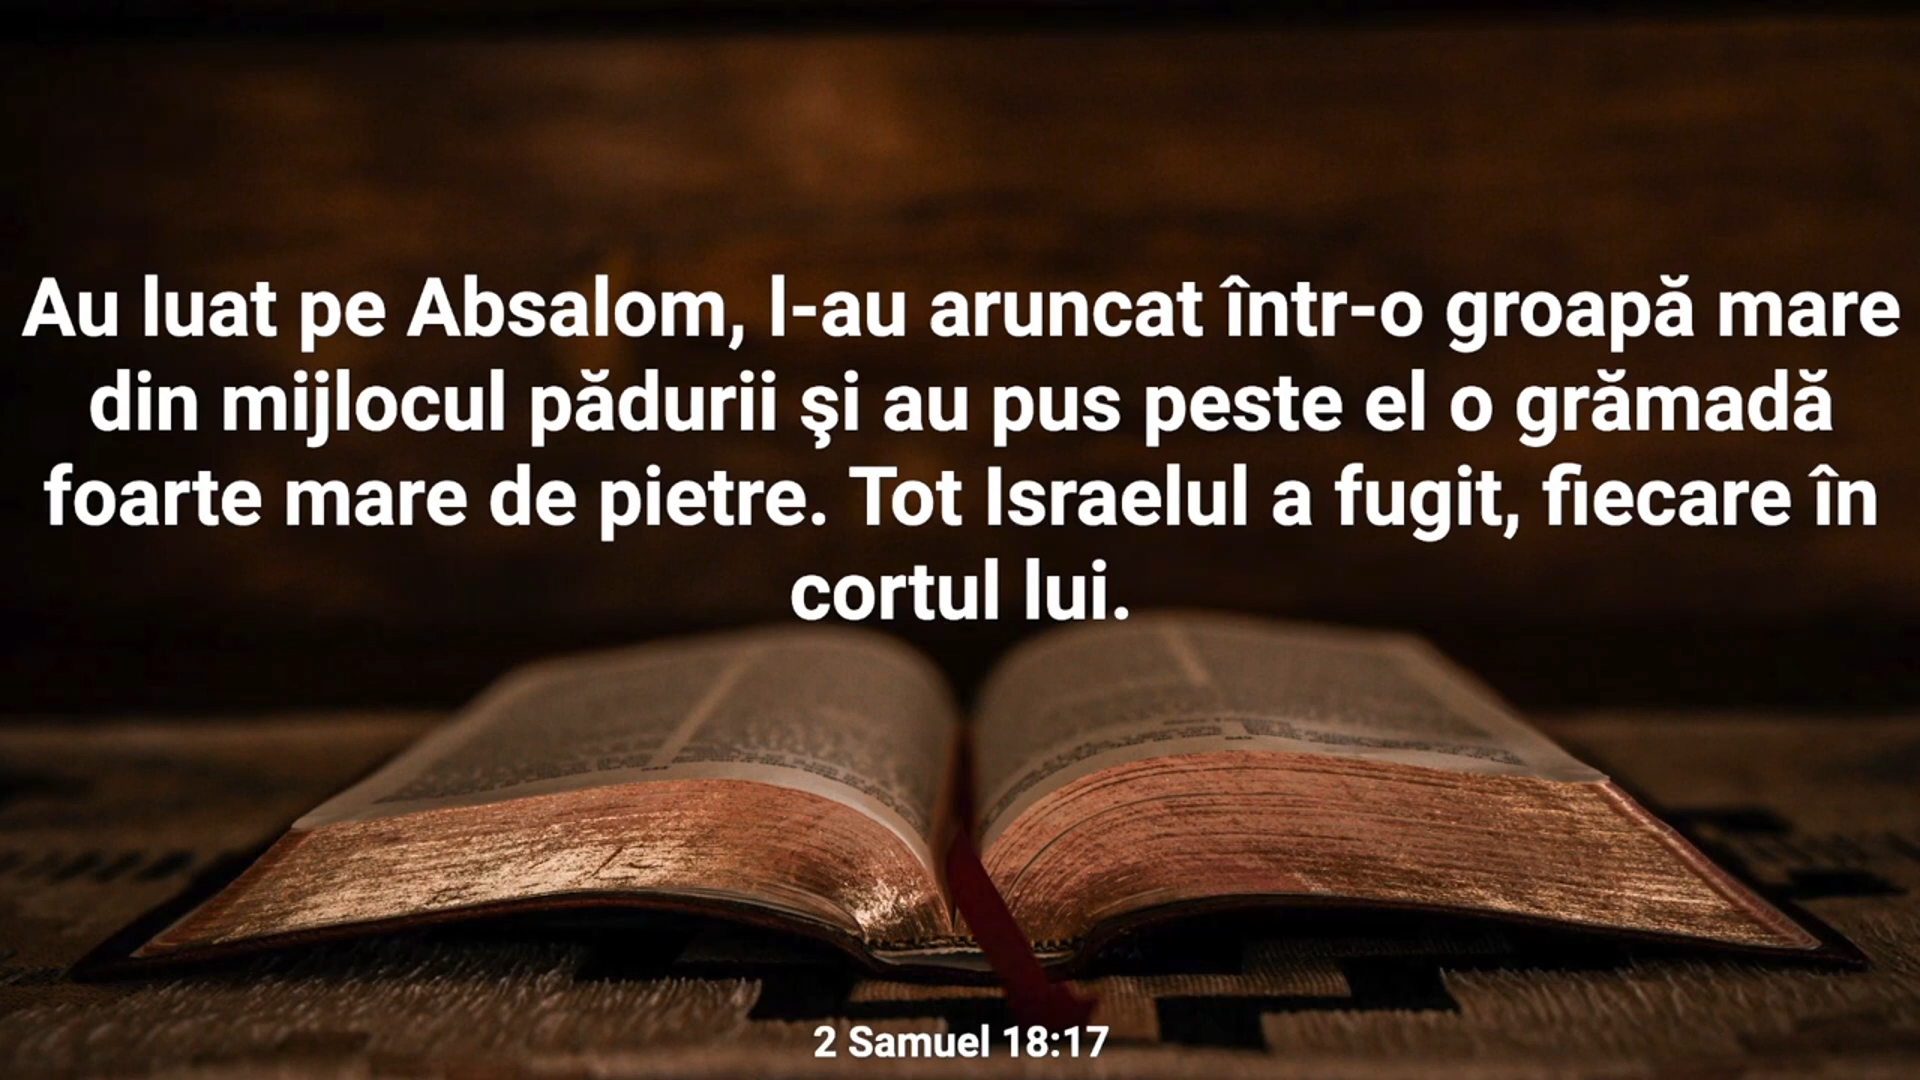 Au luat pe Absalom, l-au aruncat într-o groapă mare
din mijlocul pădurii şi au pus peste el o grămadă
foarte mare de pietre. Tot Israelul a fugit, fiecare în
cortul lui.
2 Samuel 18:17